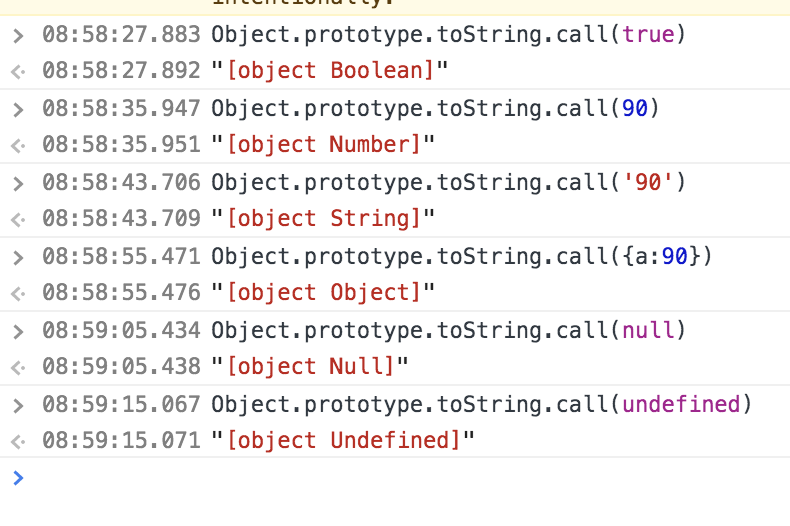 intentionally.
> 08:58:27.883 Object.prototype.toString.call(true)
<· 08:58:27.892 "[object Boolean]"
> 08:58:35.947 Object.prototype.toString.call(90)
<· 08:58:35.951 "[object Number]"
> 08:58:43.706 Object.prototype.toString.call('90')
<· 08:58:43.709 "[object String]"
> 08:58:55.471 Object.prototype.toString.call({a:90})
<· 08:58:55.476 "[object Object]"
> 08:59:05.434 Object.prototype.toString.call(null)
<· 08:59:05.438 "[object Null]"
> 08:59:15.067 Object.prototype.toString.call(undefined)
<· 08:59:15.071 "[object Undefined]"
>